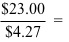 $23.00
$4.27 =